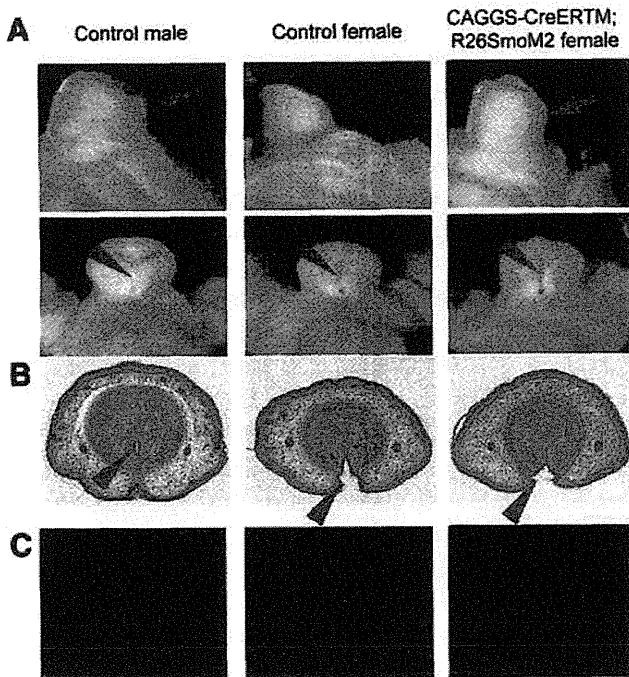 A
Control male
Control female
CAGGS-CreERTM;
R26SmoM2 female
B
C